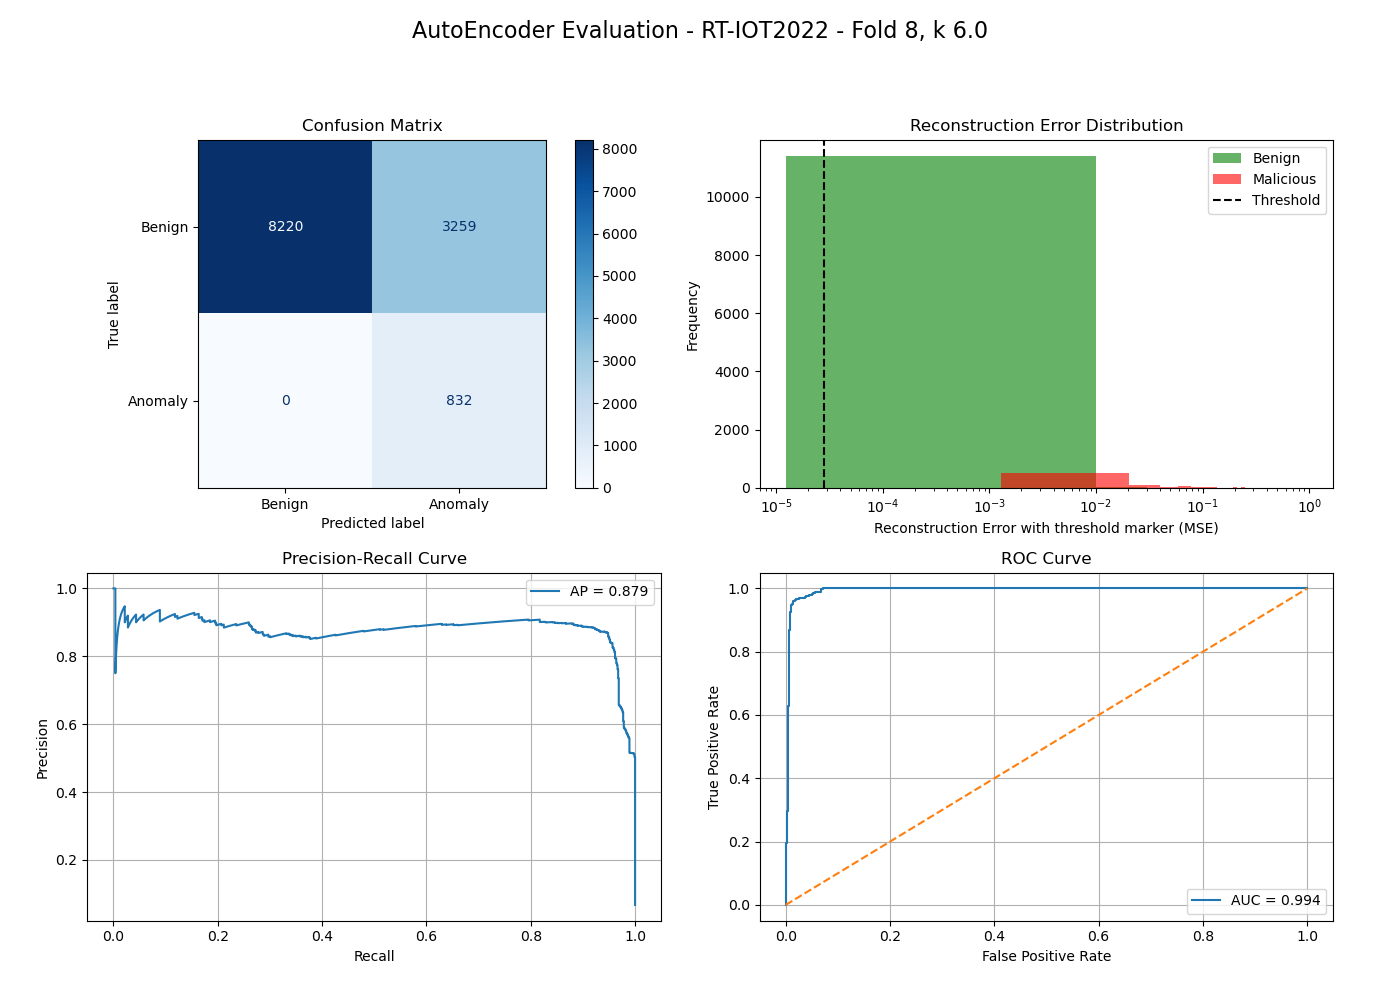 AutoEncoder Evaluation - RT-IOT2022 - Fold 8, k 6.0
Confusion Matrix
True label
Benign
Anomaly
8220
3259
0
832
Benign
Anomaly
Predicted label
8000
7000
6000
5000
4000
3000
2000
1000
0
Reconstruction Error Distribution
Frequency
10000
8000
6000
4000
2000
0
Benign
Malicious
Threshold
10⁻⁵
10⁻⁴
10⁻³
10⁻²
10⁻¹
10⁰
Reconstruction Error with threshold marker (MSE)
Precision-Recall Curve
Precision
1.0
0.8
0.6
0.4
0.2
AP = 0.879
0.0
0.2
0.4
0.6
0.8
1.0
Recall
ROC Curve
True Positive Rate
1.0
0.8
0.6
0.4
0.2
0.0
AUC = 0.994
0.0
0.2
0.4
0.6
0.8
1.0
False Positive Rate